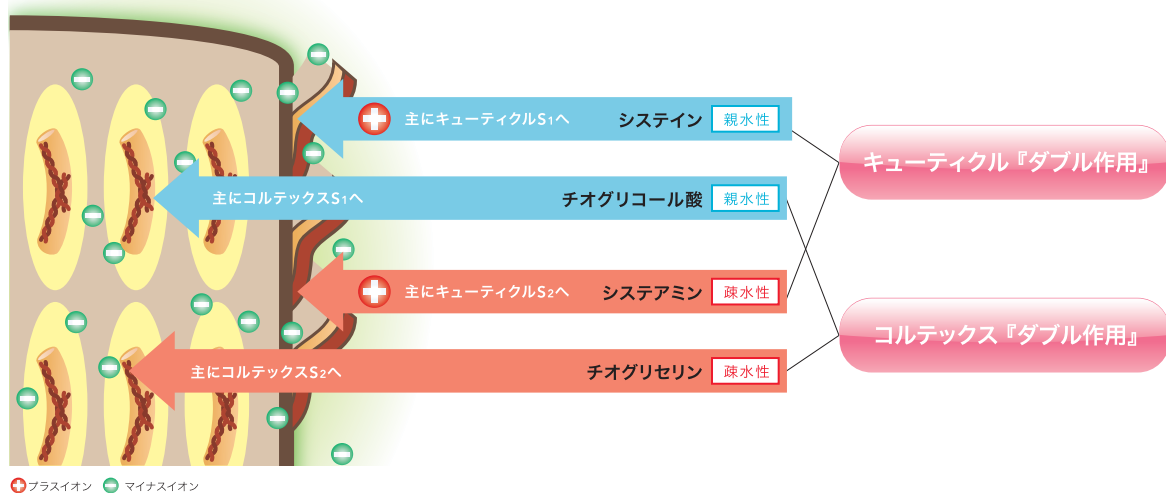 主にキューティクルS₁へ システイン 親水性
キューティクル『ダブル作用』
主にコルテックスS₁へ チオグリコール酸 親水性
主にキューティクルS₂へ システアミン 疎水性
コルテックス『ダブル作用』
主にコルテックスS₂へ チオグリセリン 疎水性
プラスイオン マイナスイオン